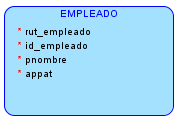 EMPLEADO
* rut_empleado
* id_empleado
* pnombre
* appat